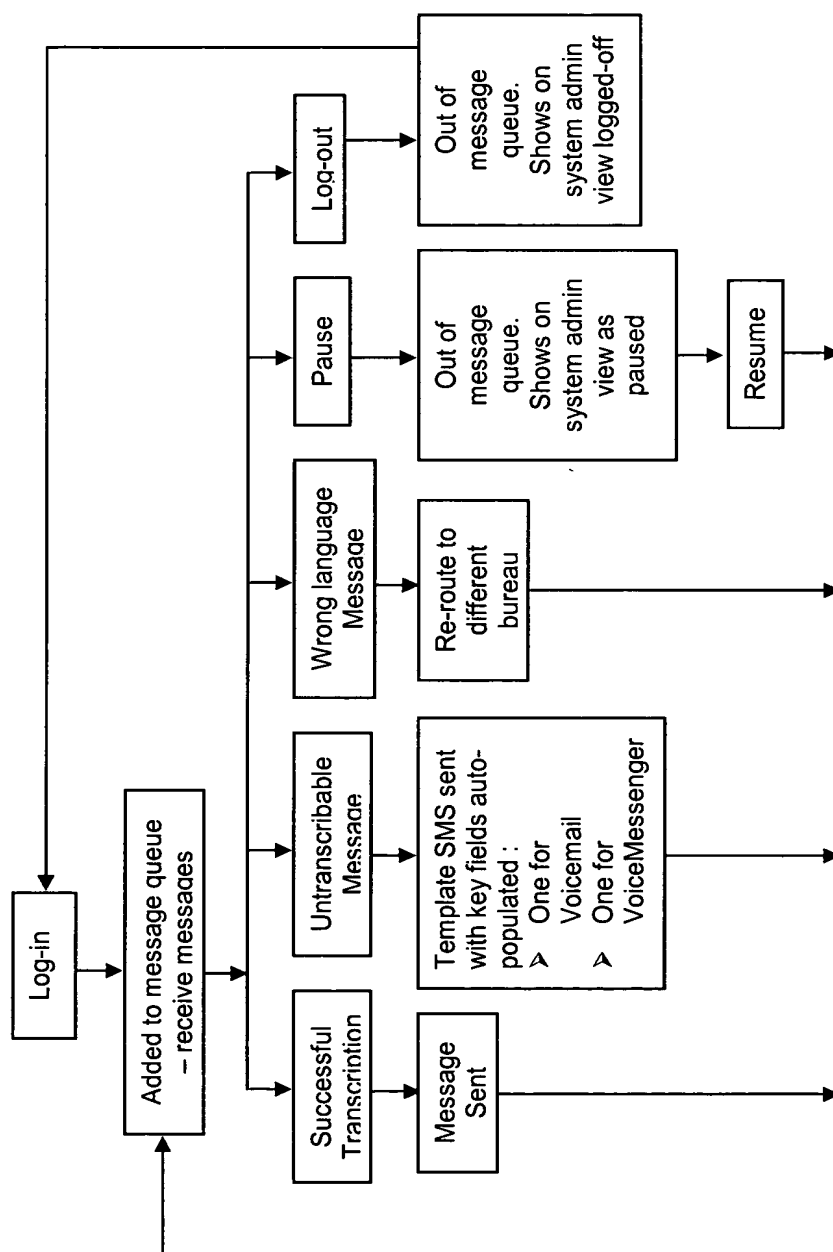 Log-in
Added to message queue
– receive messages
Successful
Transcription
Untranscribable
Message
Wrong language
Message
Pause
Log-out
Message
Sent
Template SMS sent
with key fields auto-
populated :
➢ One for
Voicemail
➢ One for
VoiceMessenger
Re-route to
different
bureau
Out of
message
queue.
Shows on
system admin
view as
paused
Out of
message
queue.
Shows on
system admin
view logged-off
Resume